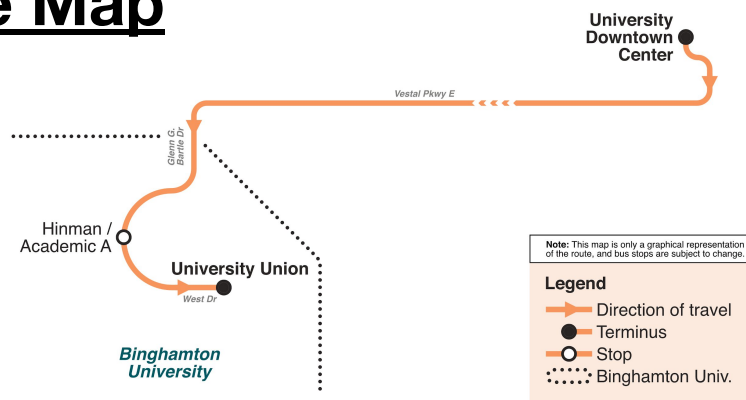 e Map
University
Downtown
Center
Vestal Pkwy E
Glenn G.
Bartle Dr
Hinman /
Academic A
University Union
West Dr
Binghamton
University
Note: This map is only a graphical representation
of the route, and bus stops are subject to change.
Legend
Direction of travel
Terminus
Stop
Binghamton Univ.